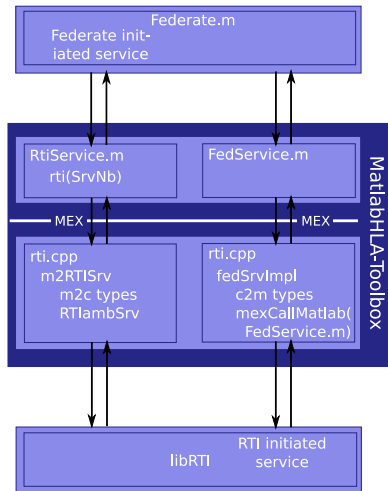 Federate.m
Federate init-
iated service
RtiService.m
rti(SrvNb)
FedService.m
MatlabHLA-Toolbox
MEX
MEX
rti.cpp
m2RTISrv
m2c types
RTIambSrv
rti.cpp
fedSrvImpl
c2m types
mexCallMatlab(
FedService.m)
libRTI
RTI initiated
service